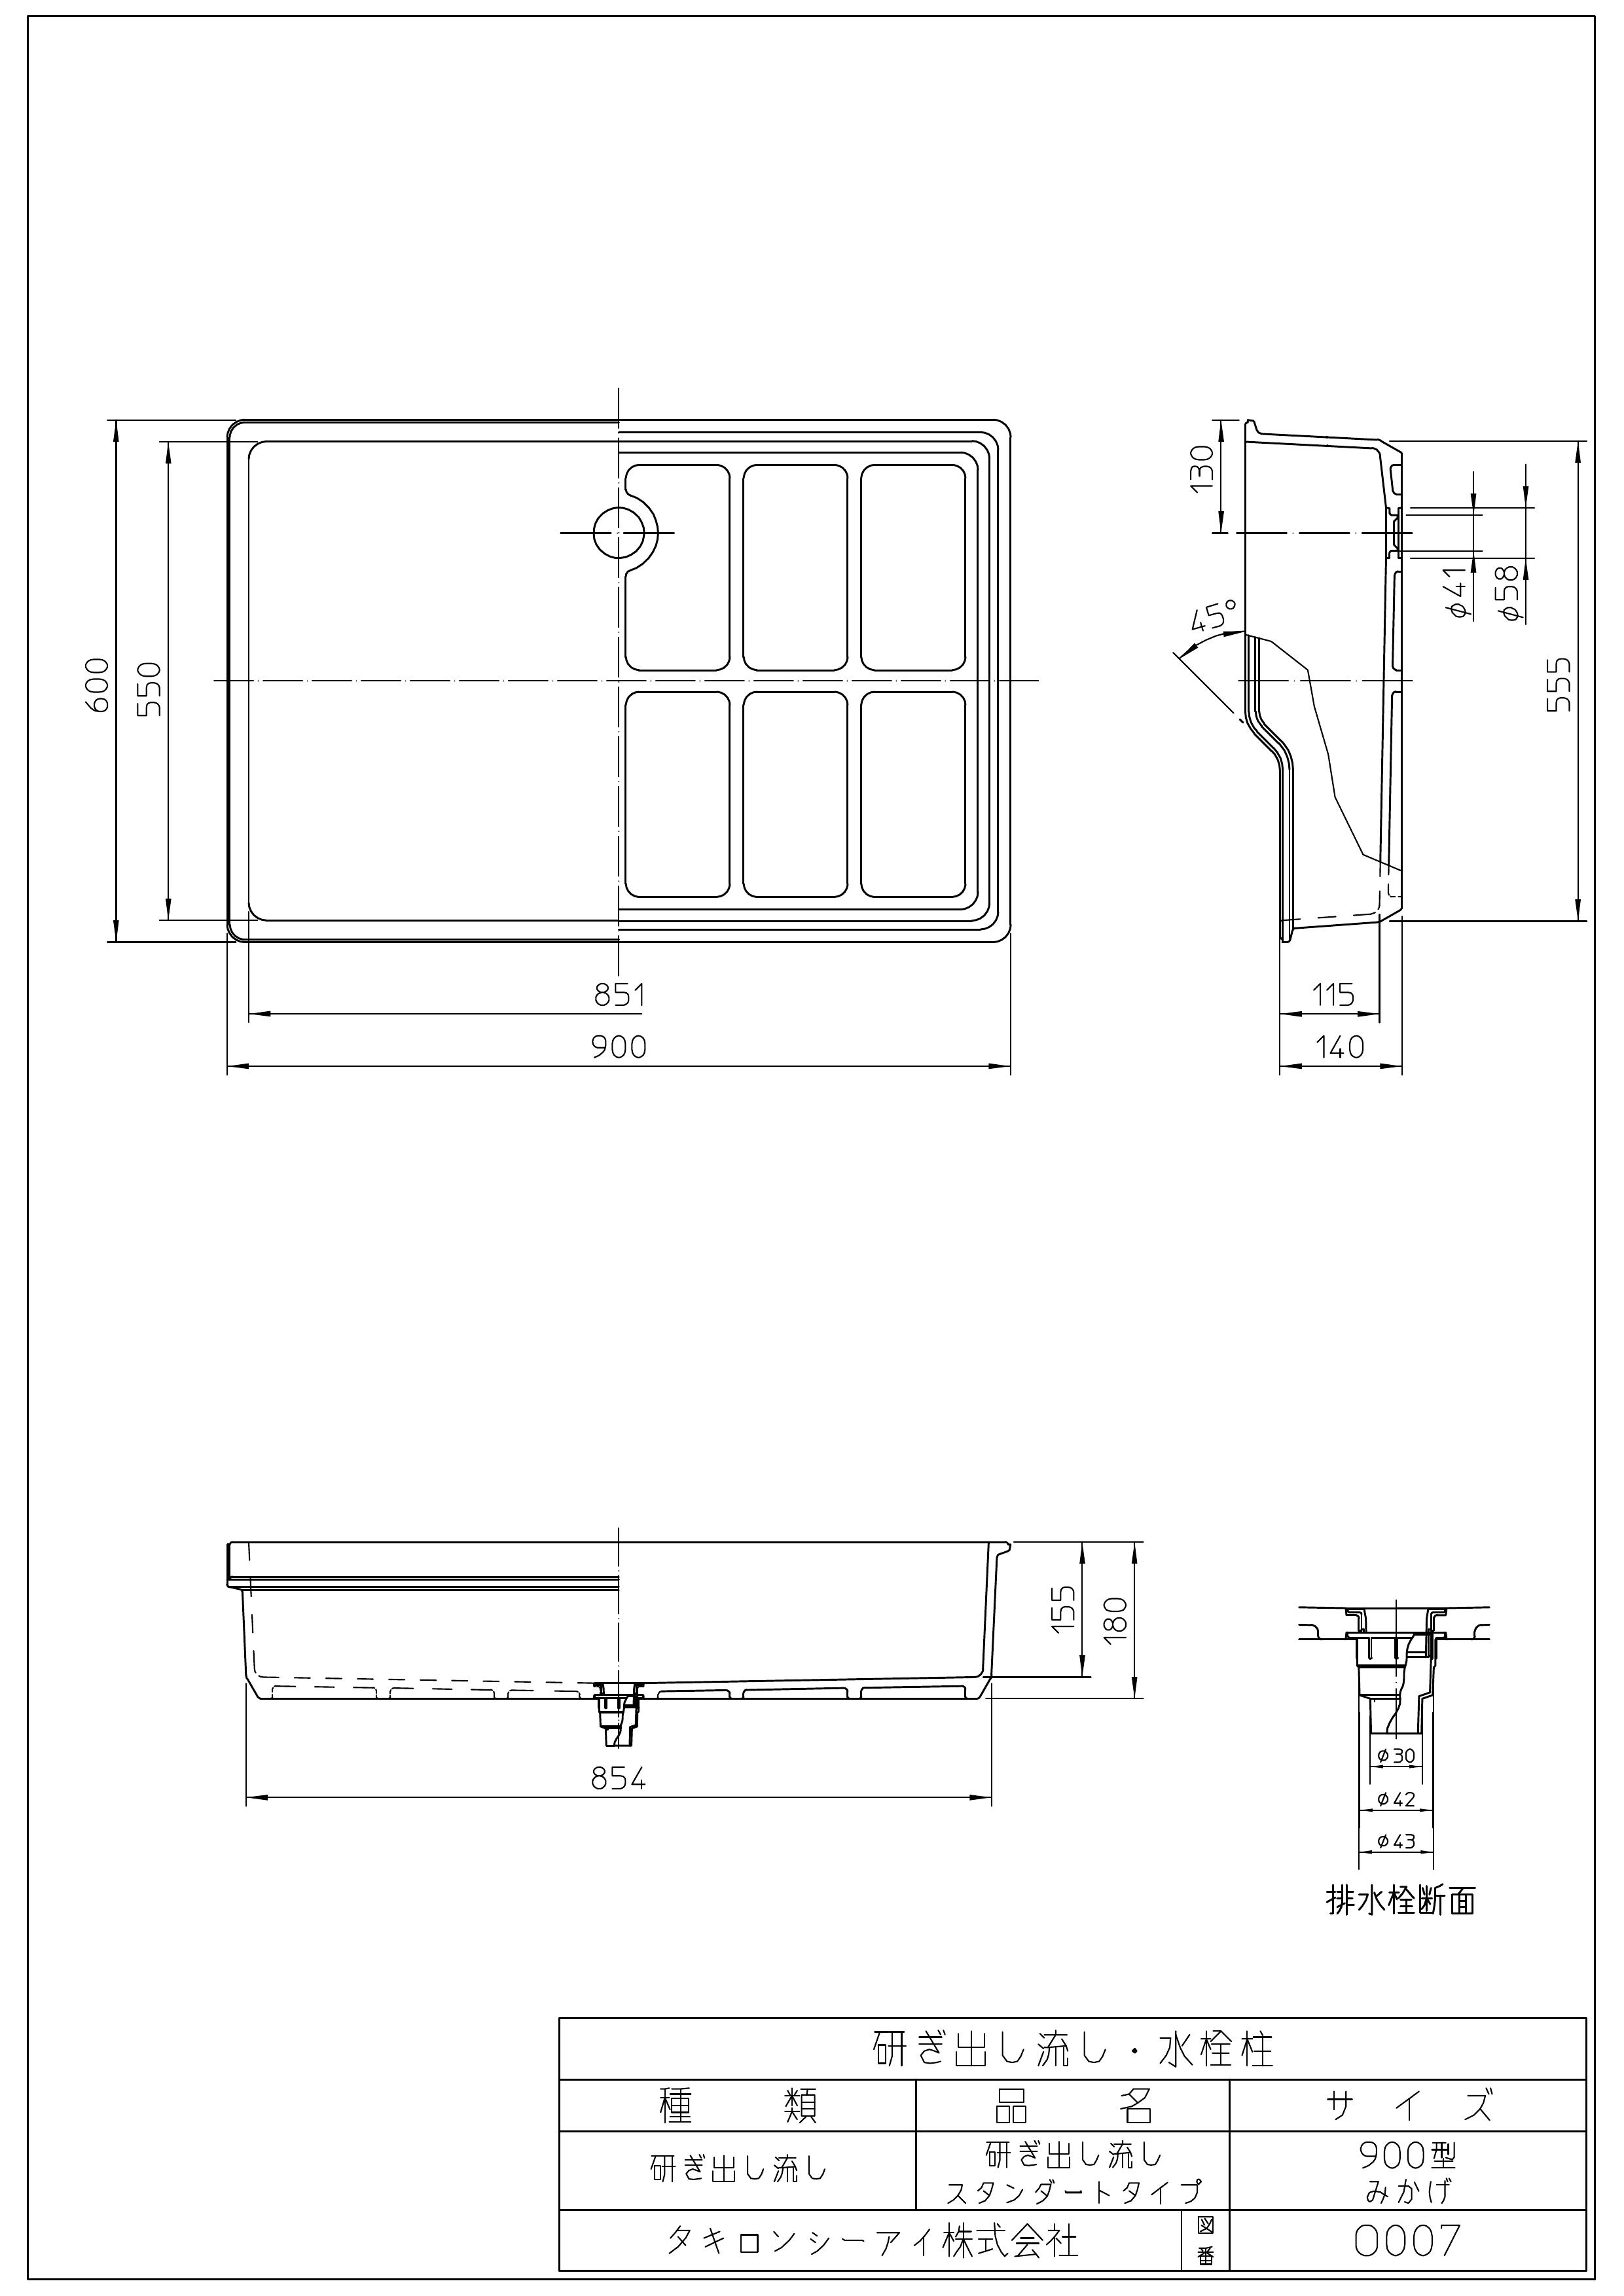 600
550
851
900
130
45°
φ41
φ58
555
115
140
155
180
854
φ30
φ42
φ43
排水栓断面
研ぎ出し流し・水栓柱
種 類 品 名 サイズ
研ぎ出し流し
研ぎ出し流し
スタンダートタイプ
900型
みかげ
タキロンシーアイ株式会社
図番
0007